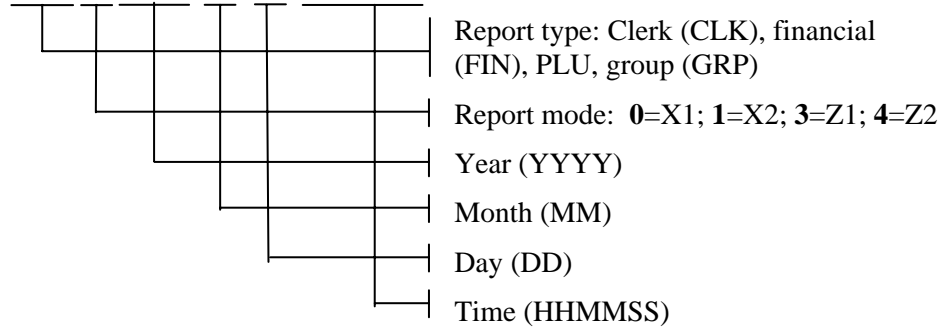 Report type: Clerk (CLK), financial
(FIN), PLU, group (GRP)
Report mode: 0=X1; 1=X2; 3=Z1; 4=Z2
Year (YYYY)
Month (MM)
Day (DD)
Time (HHMMSS)